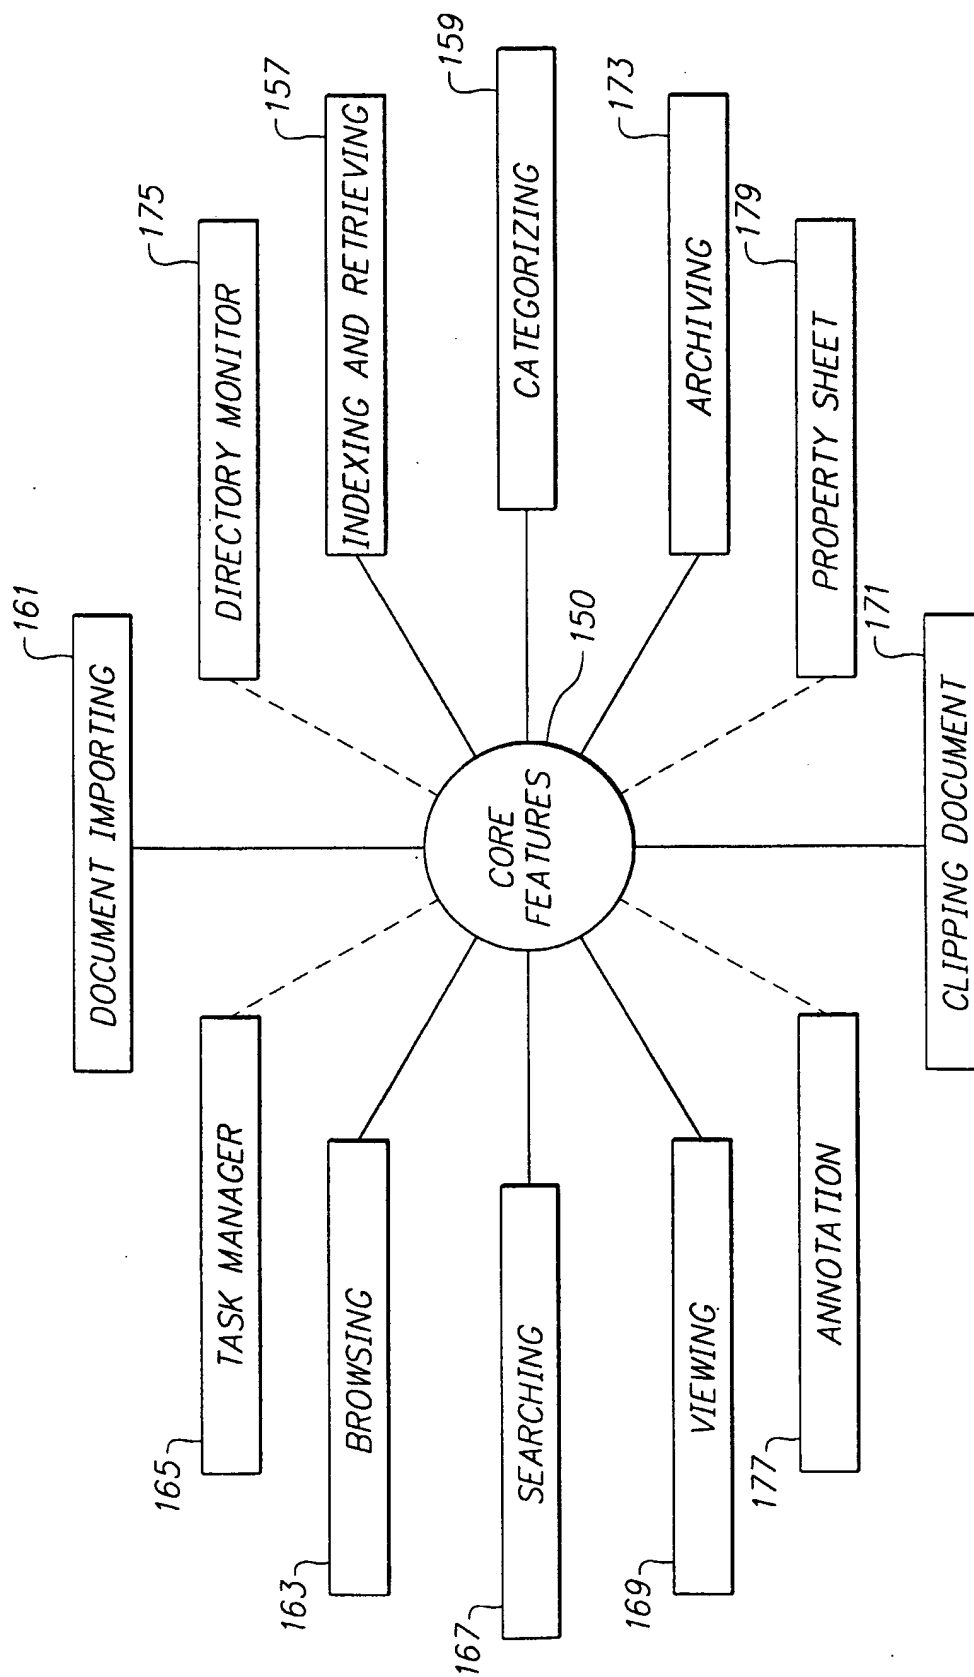 161
DOCUMENT IMPORTING
165
TASK MANAGER
175
DIRECTORY MONITOR
163
BROWSING
157
INDEXING AND RETRIEVING
167
SEARCHING
CORE
FEATURES
150
159
CATEGORIZING
169
VIEWING
173
ARCHIVING
177
ANNOTATION
179
PROPERTY SHEET
171
CLIPPING DOCUMENT